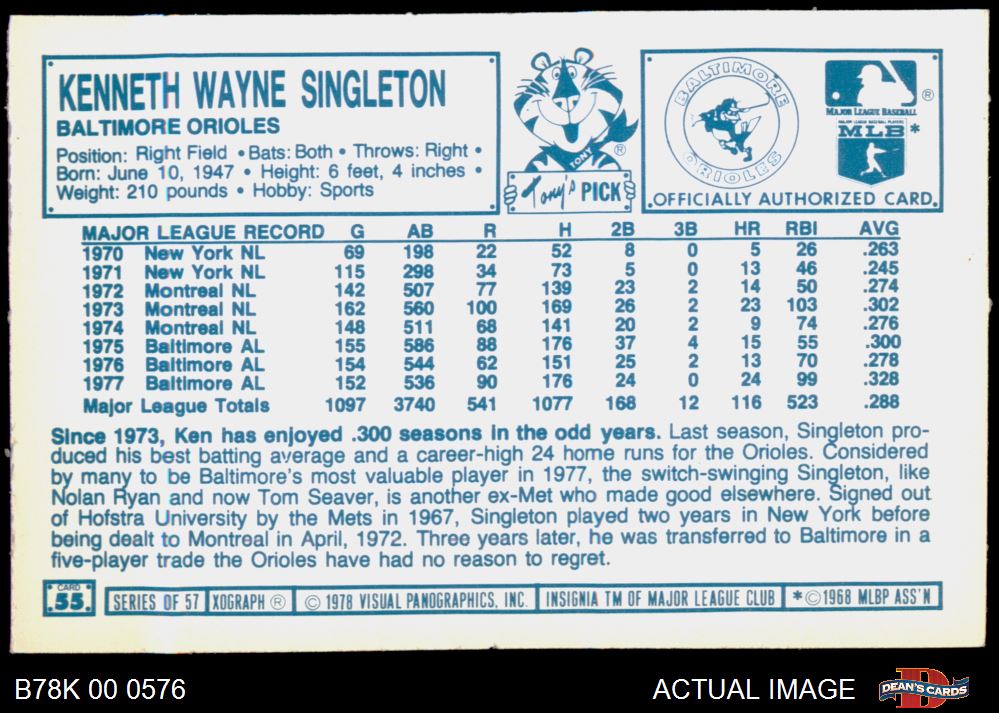 KENNETH WAYNE SINGLETON
BALTIMORE ORIOLES
Position: Right Field • Bats: Both • Throws: Right •
Born: June 10, 1947 • Height: 6 feet, 4 inches •
Weight: 210 pounds • Hobby: Sports
TONY
®
Tony's PICK
BALTIMORE
ORIOLES
®
MAJOR LEAGUE BASEBALL
MAJOR LEAGUE BASEBALL PLAYERS
MLB *
OFFICIALLY AUTHORIZED CARD.
MAJOR LEAGUE RECORD G AB R H 2B 3B HR RBI AVG
1970 New York NL 69 198 22 52 8 0 5 26 .263
1971 New York NL 115 298 34 73 5 0 13 46 .245
1972 Montreal NL 142 507 77 139 23 2 14 50 .274
1973 Montreal NL 162 560 100 169 26 2 23 103 .302
1974 Montreal NL 148 511 68 141 20 2 9 74 .276
1975 Baltimore AL 155 586 88 176 37 4 15 55 .300
1976 Baltimore AL 154 544 62 151 25 2 13 70 .278
1977 Baltimore AL 152 536 90 176 24 0 24 99 .328
Major League Totals 1097 3740 541 1077 168 12 116 523 .288
Since 1973, Ken has enjoyed .300 seasons in the odd years. Last season, Singleton pro-
duced his best batting average and a career-high 24 home runs for the Orioles. Considered
by many to be Baltimore's most valuable player in 1977, the switch-swinging Singleton, like
Nolan Ryan and now Tom Seaver, is another ex-Met who made good elsewhere. Signed out
of Hofstra University by the Mets in 1967, Singleton played two years in New York before
being dealt to Montreal in April, 1972. Three years later, he was transferred to Baltimore in a
five-player trade the Orioles have had no reason to regret.
CARD
55
SERIES OF 57 XOGRAPH ® © 1978 VISUAL PANOGRAPHICS, INC. INSIGNIA TM OF MAJOR LEAGUE CLUB *©1968 MLBP ASS'N
B78K 00 0576
ACTUAL IMAGE
DEAN'S CARDS